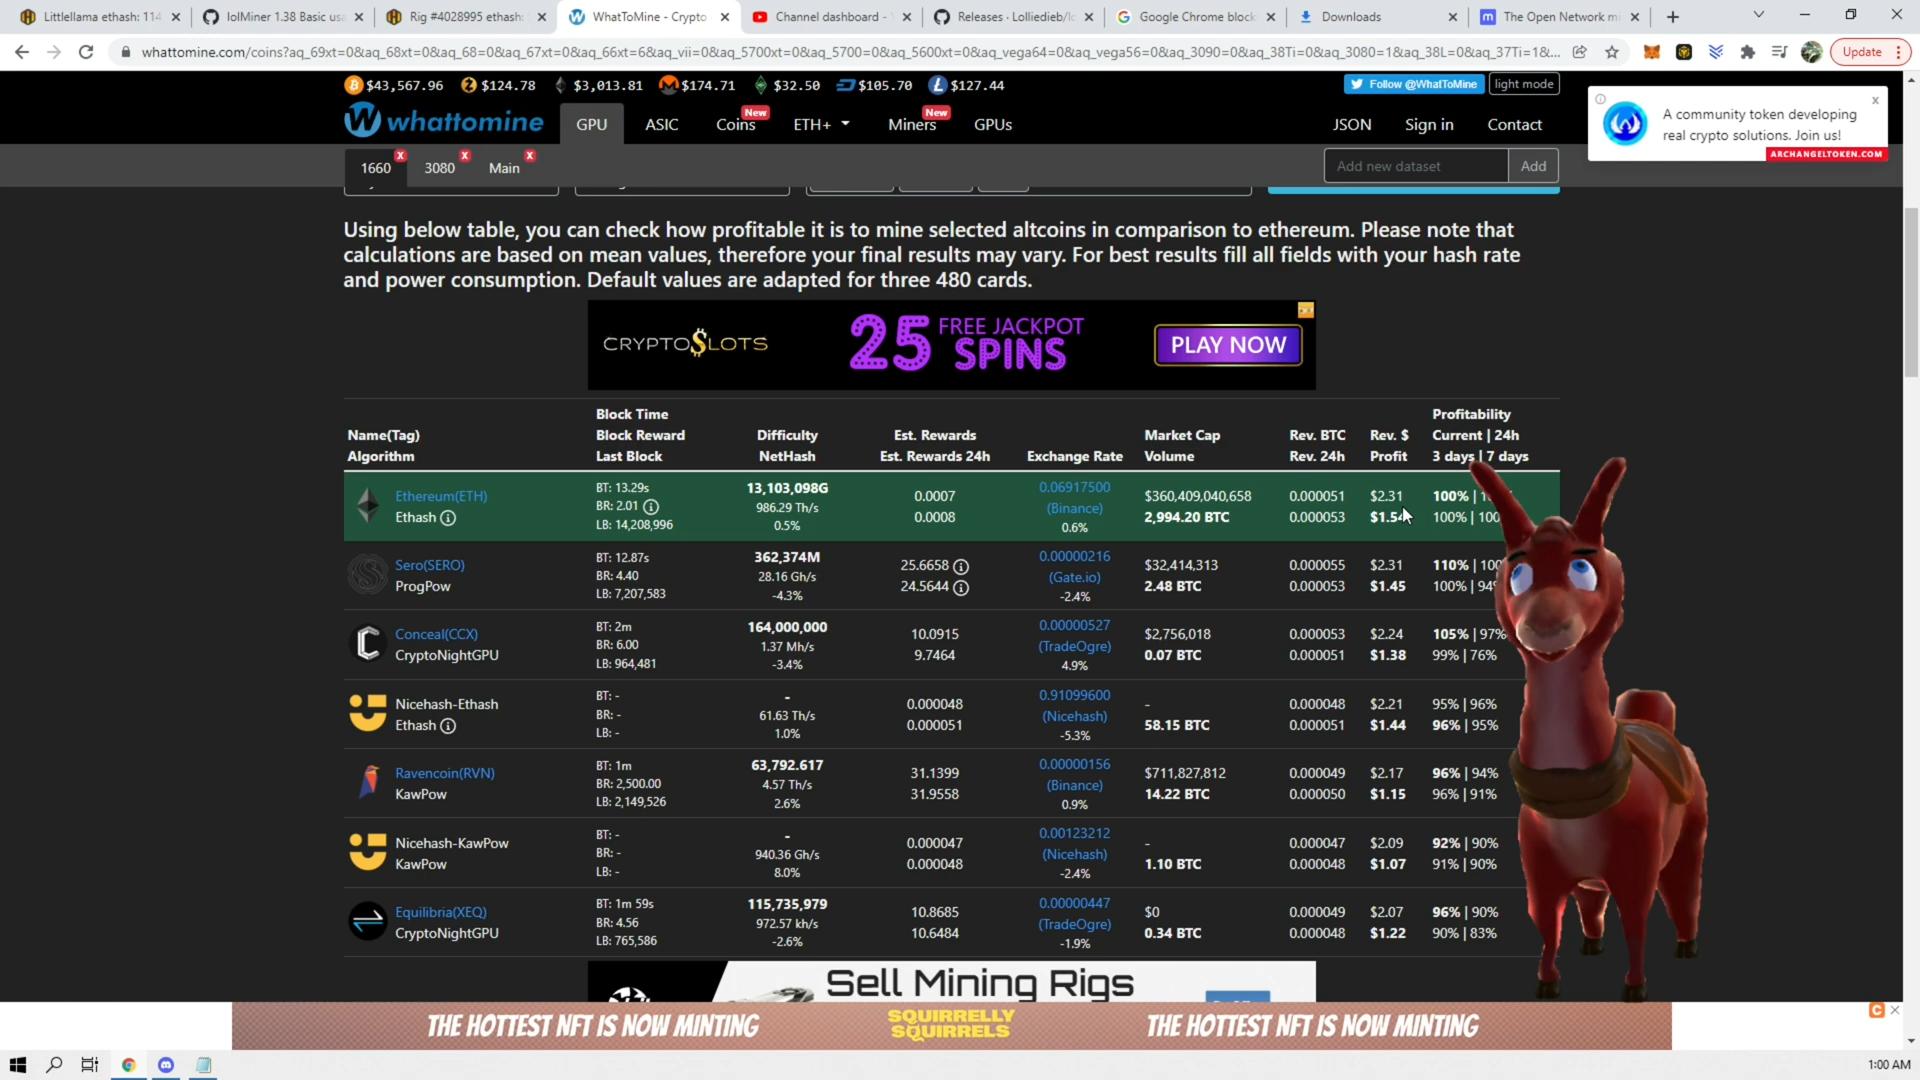 Littlellama ethash: 114
lolMiner 1.38 Basic usa
Rig #4028995 ethash:
WhatToMine - Crypto
Channel dashboard -
Releases · Lolliedieb/lo
Google Chrome block
Downloads
The Open Network mi
whattomine.com/coins?aq_69xt=0&aq_68xt=0&aq_68=0&aq_67xt=0&aq_66xt=6&aq_vii=0&aq_5700xt=0&aq_5700=0&aq_5600xt=0&aq_vega64=0&aq_vega56=0&aq_3090=0&aq_38Ti=0&aq_3080=1&aq_38L=0&aq_37Ti=1&...
Update
$43,567.96 $124.78 $3,013.81 $174.71 $32.50 $105.70 $127.44
Follow @WhatToMine light mode
whattomine
GPU ASIC Coins New ETH+ Miners New GPUs JSON Sign in Contact
A community token developing
real crypto solutions. Join us!
ARCHANGELTOKEN.COM
1660 x 3080 x Main x
Add new dataset Add
Using below table, you can check how profitable it is to mine selected altcoins in comparison to ethereum. Please note that
calculations are based on mean values, therefore your final results may vary. For best results fill all fields with your hash rate
and power consumption. Default values are adapted for three 480 cards.
CRYPTOSLOTS 25 FREE JACKPOT SPINS PLAY NOW
Block Time Profitability
Name(Tag) Block Reward Difficulty Est. Rewards Market Cap Rev. BTC Rev. $ Current | 24h
Algorithm Last Block NetHash Est. Rewards 24h Exchange Rate Volume Rev. 24h Profit 3 days | 7 days
Ethereum(ETH) BT: 13.29s 13,103,098G 0.0007 0.06917500 $360,409,040,658 0.000051 $2.31 100% |
Ethash BR: 2.01 986.29 Th/s 0.0008 (Binance) 2,994.20 BTC 0.000053 $1.54 100% | 100
LB: 14,208,996 0.5% 0.6%
Sero(SERO) BT: 12.87s 362,374M 25.6658 0.00000216 $32,414,313 0.000055 $2.31 110% | 100
ProgPow BR: 4.40 28.16 Gh/s 24.5644 (Gate.io) 2.48 BTC 0.000053 $1.45 100% | 94
LB: 7,207,583 -4.3% -2.4%
Conceal(CCX) BT: 2m 164,000,000 10.0915 0.00000527 $2,756,018 0.000053 $2.24 105% | 97%
CryptoNightGPU BR: 6.00 1.37 Mh/s 9.7464 (TradeOgre) 0.07 BTC 0.000051 $1.38 99% | 76%
LB: 964,481 -3.4% 4.9%
Nicehash-Ethash BT: - - 0.000048 0.91099600 - 0.000048 $2.21 95% | 96%
Ethash BR: - 61.63 Th/s 0.000051 (Nicehash) 58.15 BTC 0.000051 $1.44 96% | 95%
LB: - 1.0% -5.3%
Ravencoin(RVN) BT: 1m 63,792.617 31.1399 0.00000156 $711,827,812 0.000049 $2.17 96% | 94%
KawPow BR: 2,500.00 4.57 Th/s 31.9558 (Binance) 14.22 BTC 0.000050 $1.15 96% | 91%
LB: 2,149,526 2.6% 0.9%
Nicehash-KawPow BT: - - 0.000047 0.00123212 - 0.000047 $2.09 92% | 90%
KawPow BR: - 940.36 Gh/s 0.000048 (Nicehash) 1.10 BTC 0.000048 $1.07 91% | 90%
LB: - 8.0% -2.4%
Equilibria(XEQ) BT: 1m 59s 115,735,979 10.8685 0.00000447 $0 0.000049 $2.07 96% | 90%
CryptoNightGPU BR: 4.56 972.57 kh/s 10.6484 (TradeOgre) 0.34 BTC 0.000048 $1.22 90% | 83%
LB: 765,586 -2.6% -1.9%
Sell Mining Rigs
THE HOTTEST NFT IS NOW MINTING SQUIRRELLY SQUIRRELS THE HOTTEST NFT IS NOW MINTING
1:00 AM